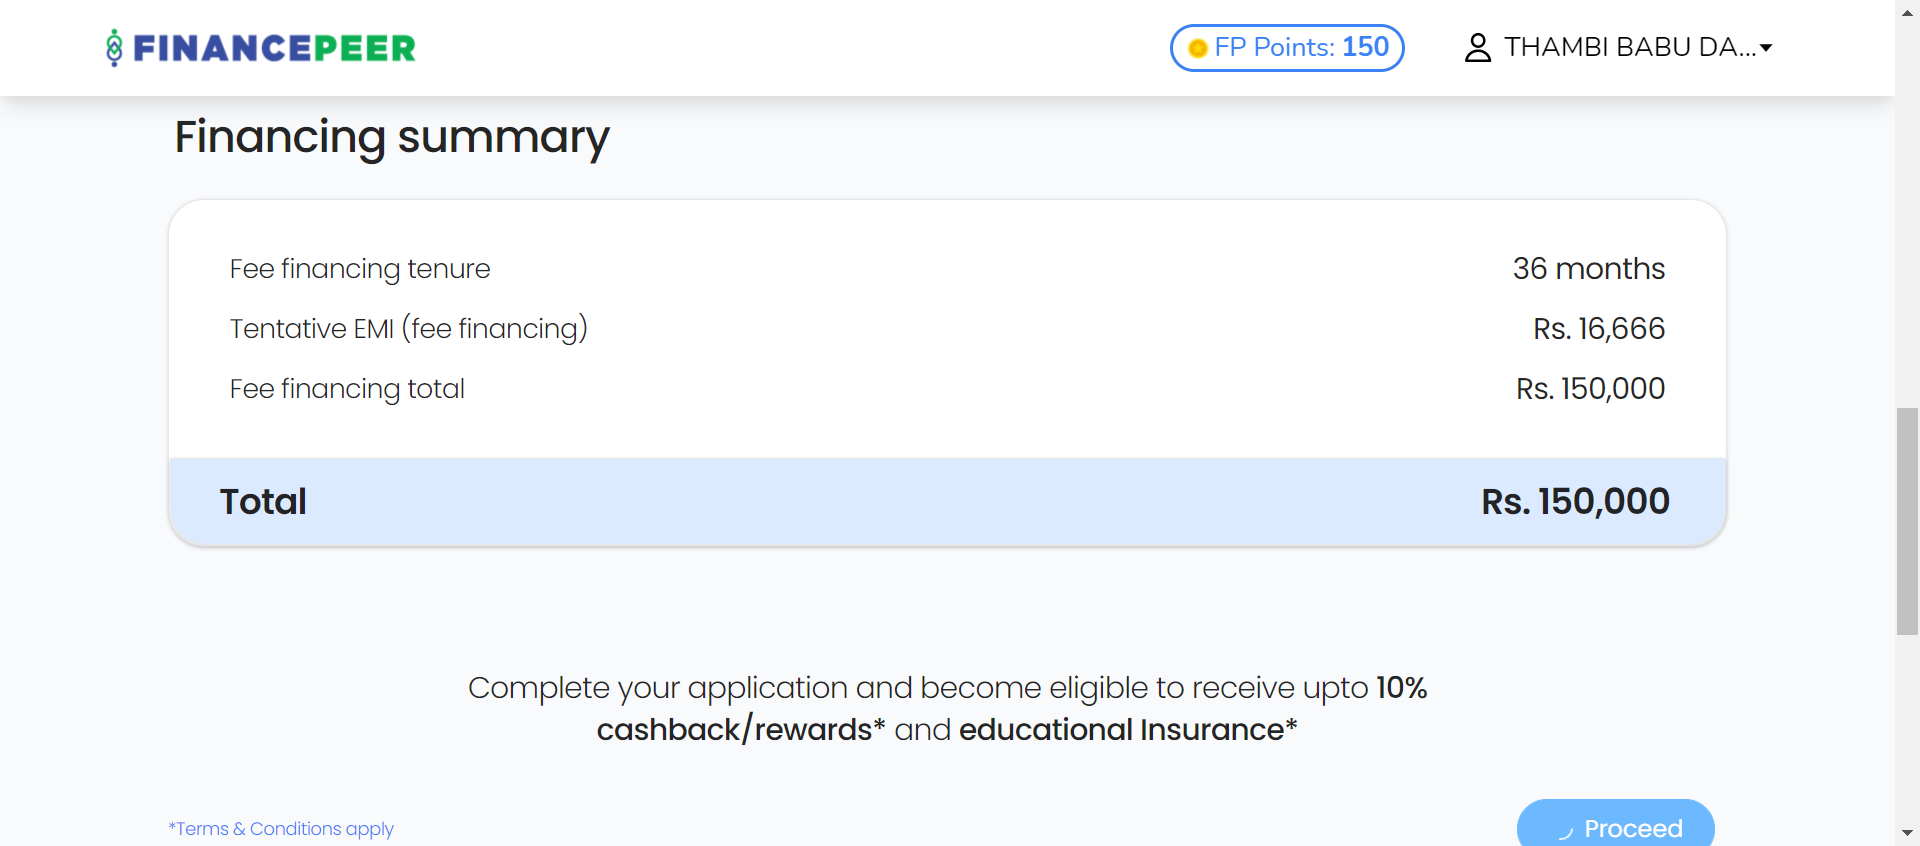 FINANCEPEER
FP Points: 150
THAMBI BABU DA...
Financing summary
Fee financing tenure 36 months
Tentative EMI (fee financing) Rs. 16,666
Fee financing total Rs. 150,000
Total Rs. 150,000
Complete your application and become eligible to receive upto 10%
cashback/rewards* and educational Insurance*
*Terms & Conditions apply
Proceed